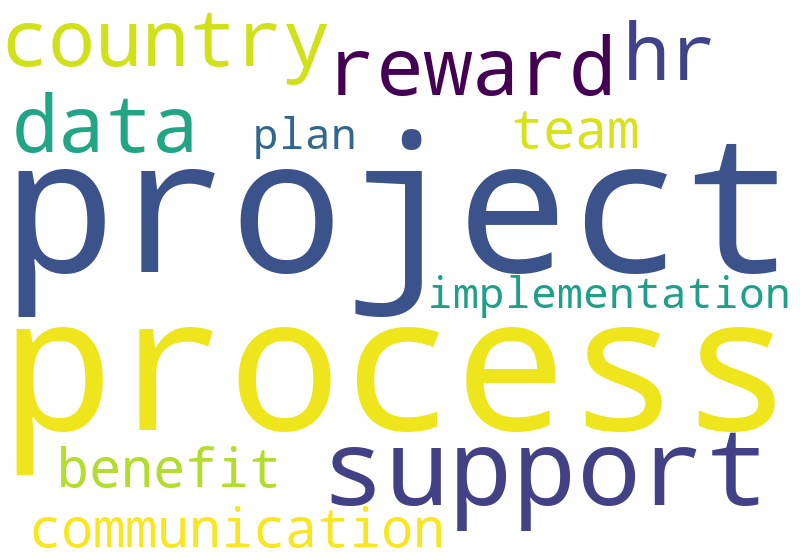 country
reward
hr
data
plan
team
project
implementation
process
support
benefit
communication